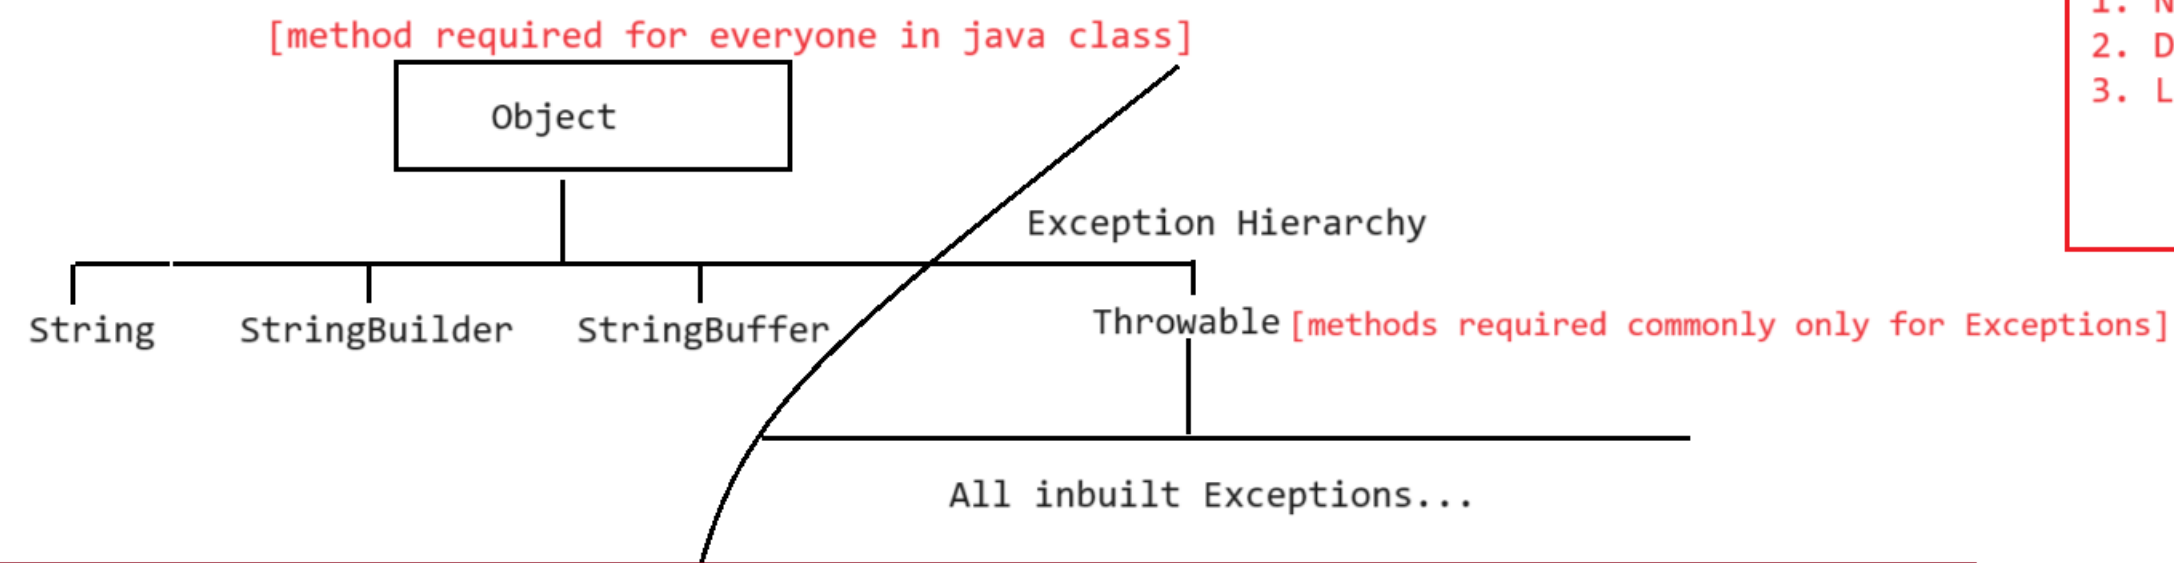 [method required for everyone in java class]
Object
Exception Hierarchy
String
StringBuilder
StringBuffer
Throwable [methods required commonly only for Exceptions]
All inbuilt Exceptions...
2. D
3. L